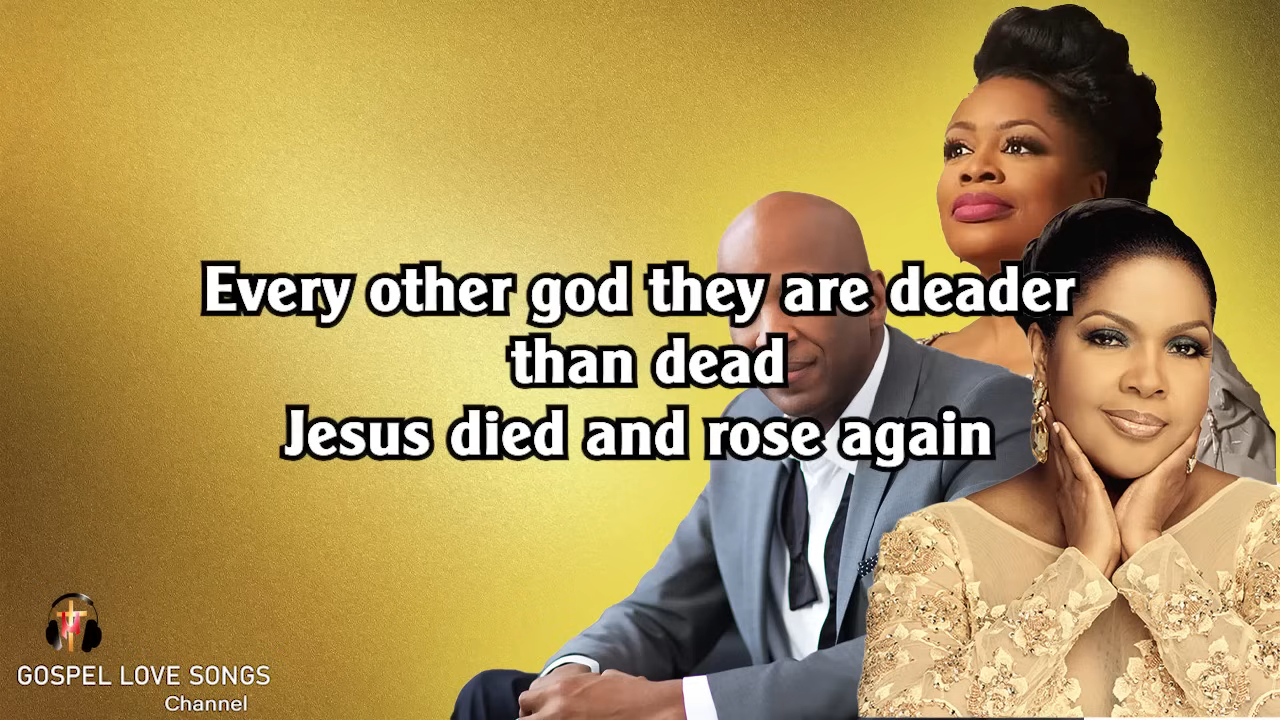 Every other god they are deader
than dead
Jesus died and rose again
GOSPEL LOVE SONGS
Channel